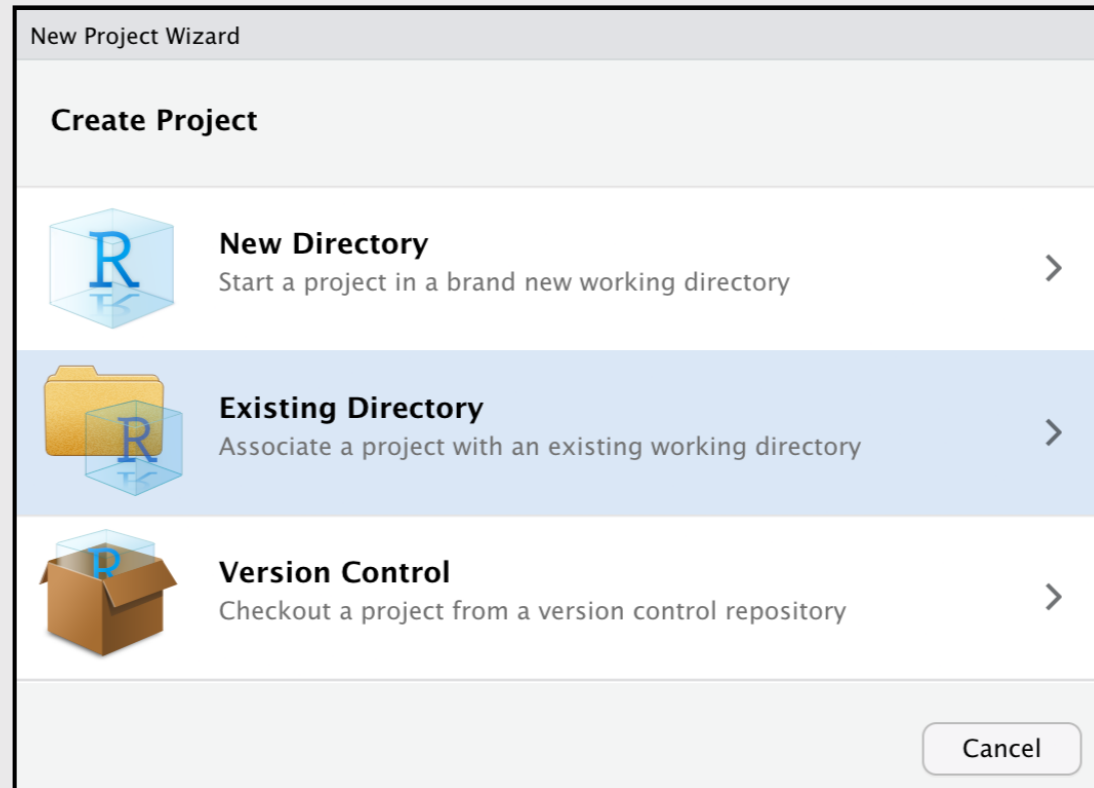 New Project Wizard
Create Project
R
New Directory
Start a project in a brand new working directory
R
Existing Directory
Associate a project with an existing working directory
R
Version Control
Checkout a project from a version control repository
Cancel